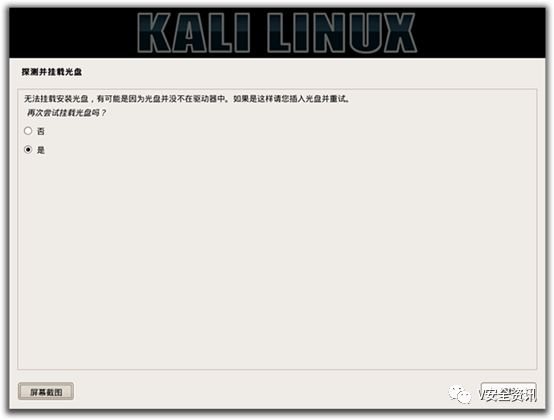 KALI LINUX
探测并挂载光盘
无法挂载安装光盘，有可能是因为光盘并没不在驱动器中。如果是这样请您插入光盘并重试。
再次尝试挂载光盘吗？
否
是
屏幕截图
V安全资讯